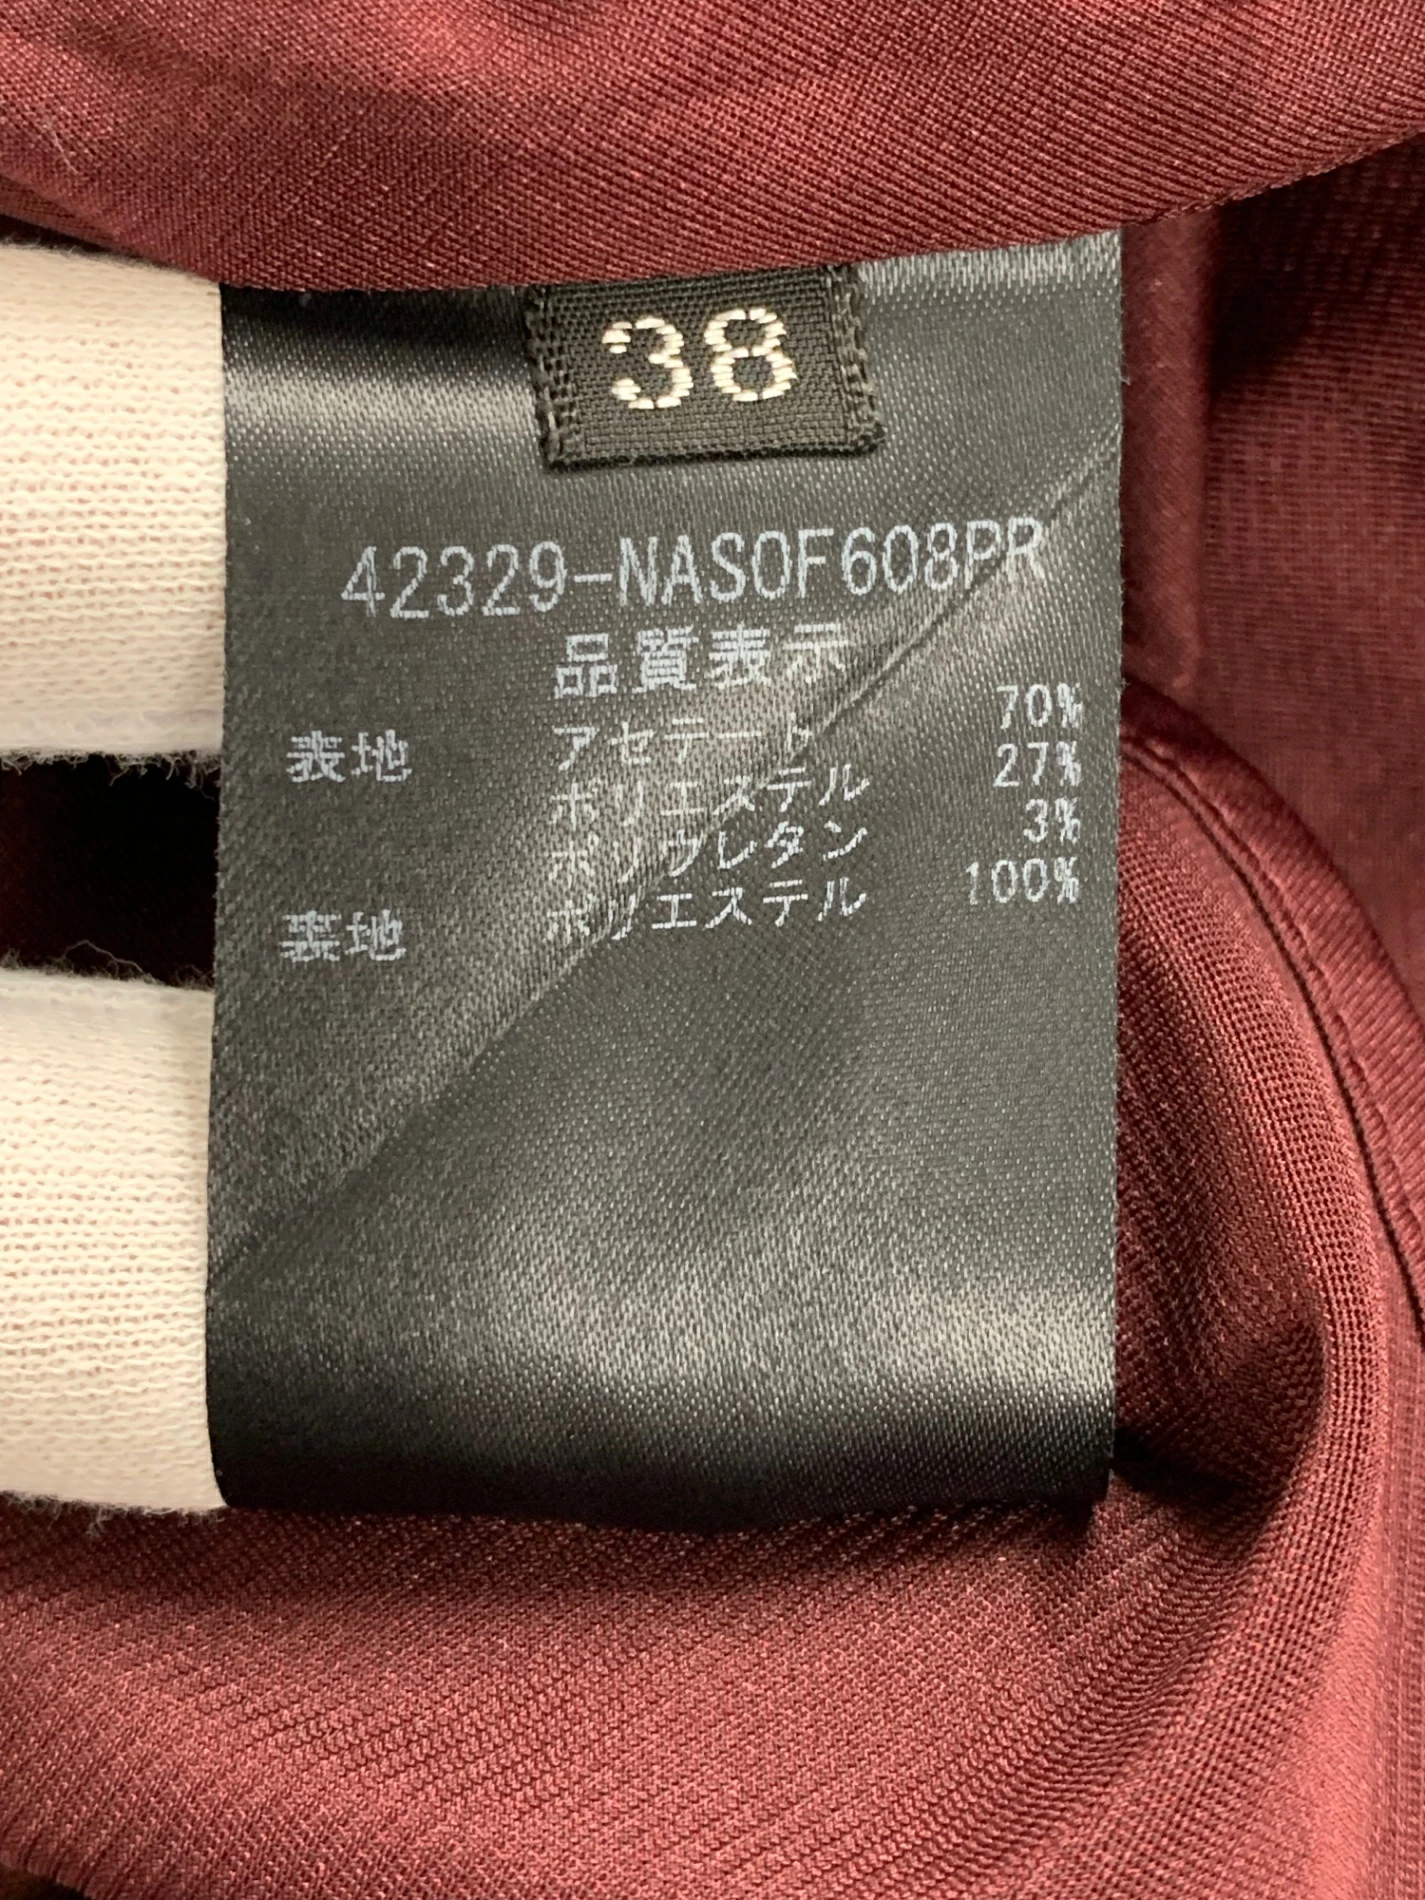 38
42329-NASOF608PR
品質表示
表地 アセテート 70%
ポリエステル 27%
ポリウレタン 3%
裏地 ポリエステル 100%